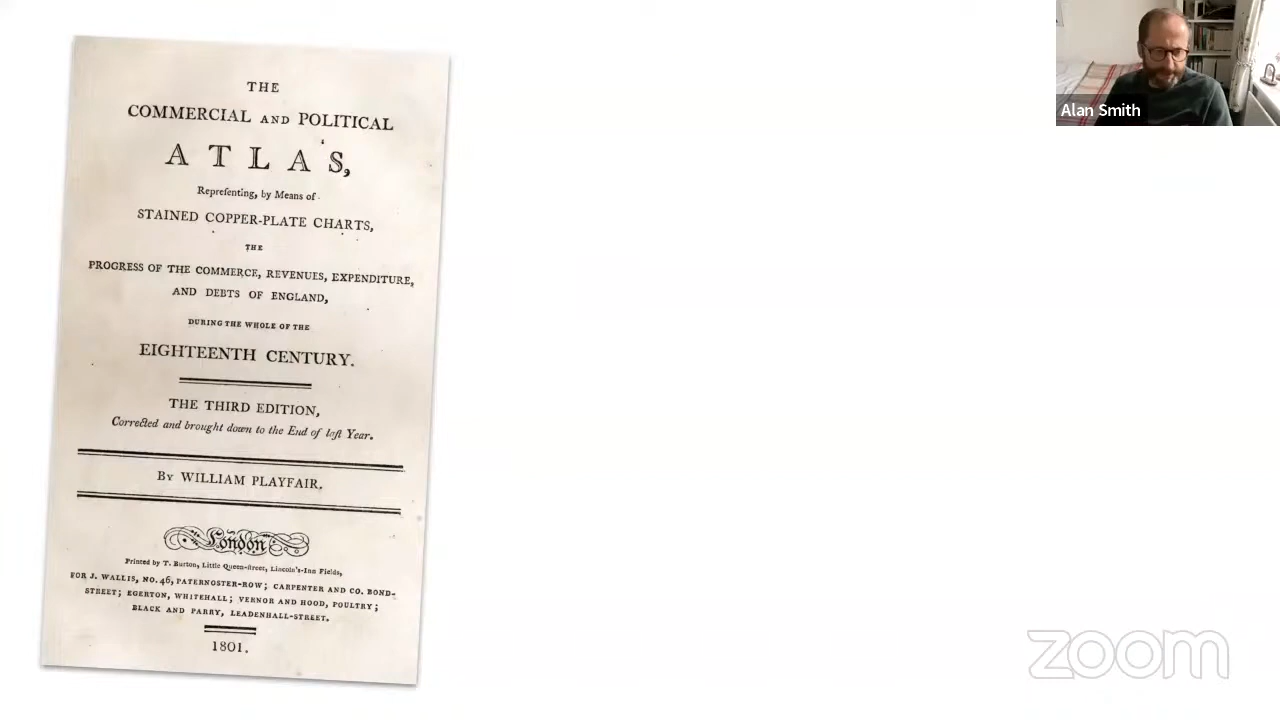 THE
COMMERCIAL AND POLITICAL
ATLAS,
Repreſenting, by Means of
STAINED COPPER-PLATE CHARTS,
THE
PROGRESS OF THE COMMERCE, REVENUES, EXPENDITURE,
AND DEBTS OF ENGLAND,
DURING THE WHOLE OF THE
EIGHTEENTH CENTURY.
THE THIRD EDITION,
Corrected and brought down to the End of laſt Year.
By WILLIAM PLAYFAIR.
London
Printed by T. Burton, Little Queen-ſtreet, Lincoln's-Inn Fields,
FOR J. WALLIS, NO. 46, PATERNOSTER-ROW; CARPENTER AND CO. BOND-
STREET; EGERTON, WHITEHALL; VERNOR AND HOOD, POULTRY;
BLACK AND PARRY, LEADENHALL-STREET.
1801.
Alan Smith
zoom